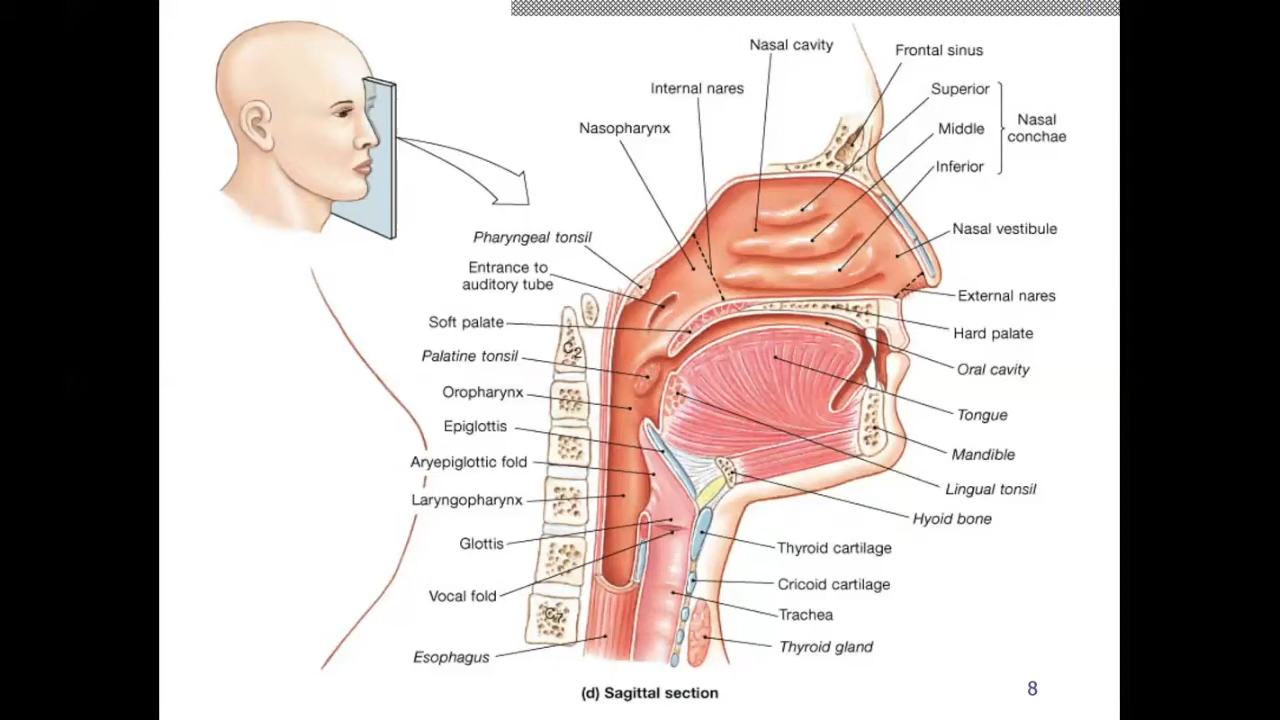 Nasal cavity
Frontal sinus
Internal nares
Superior
Nasopharynx
Middle
Nasal
conchae
Inferior
Nasal vestibule
Pharyngeal tonsil
Entrance to
auditory tube
External nares
Soft palate
Hard palate
C2
Palatine tonsil
Oral cavity
Oropharynx
Tongue
Epiglottis
Mandible
Aryepiglottic fold
Lingual tonsil
Laryngopharynx
Hyoid bone
Glottis
Thyroid cartilage
Cricoid cartilage
Vocal fold
Trachea
C7
Thyroid gland
Esophagus
(d) Sagittal section
8